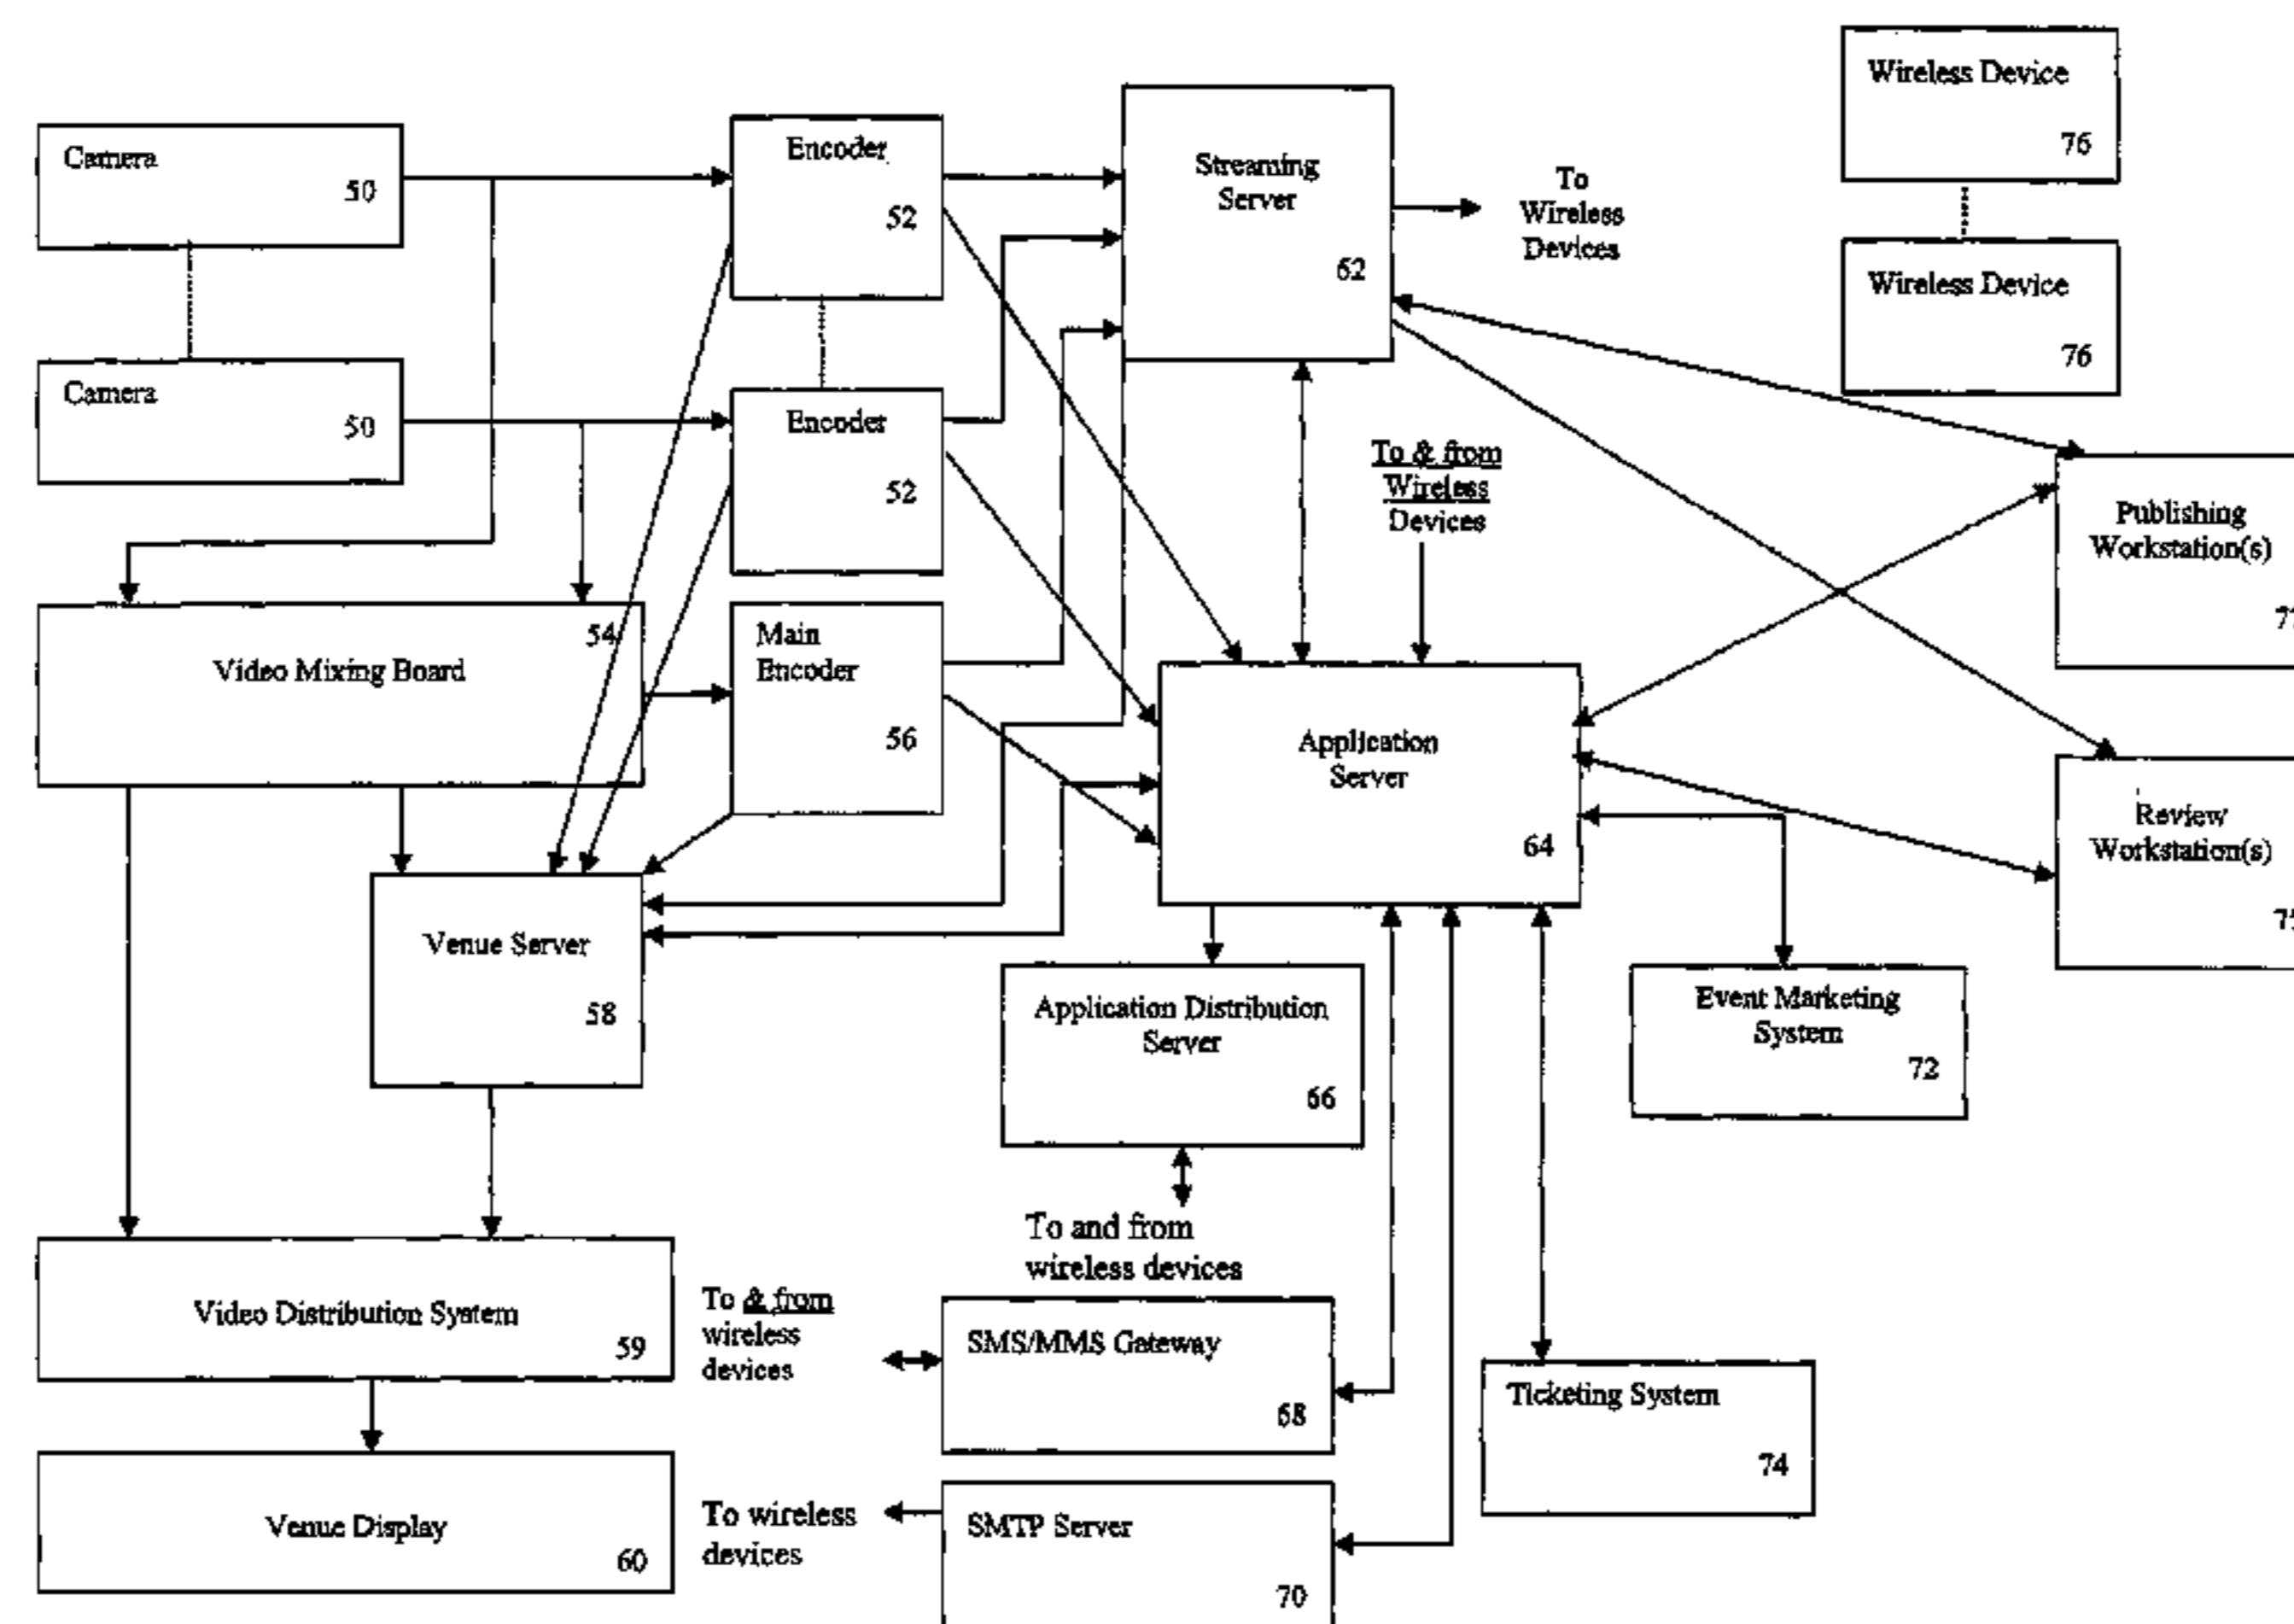 Camera
50
Camera
50
Encoder
52
Encoder
52
Main
Encoder
56
Video Mixing Board
54
Venue Server
58
Video Distribution System
59
Venue Display
60
Streaming
Server
62
To
Wireless
Devices
Wireless Device
76
Wireless Device
76
To & from
Wireless
Devices
Application
Server
64
Publishing
Workstation(s)
Review
Workstation(s)
Application Distribution
Server
66
To and from
wireless devices
Event Marketing
System
72
To & from
wireless
devices
SMS/MMS Gateway
68
Ticketing System
74
To wireless
devices
SMTP Server
70